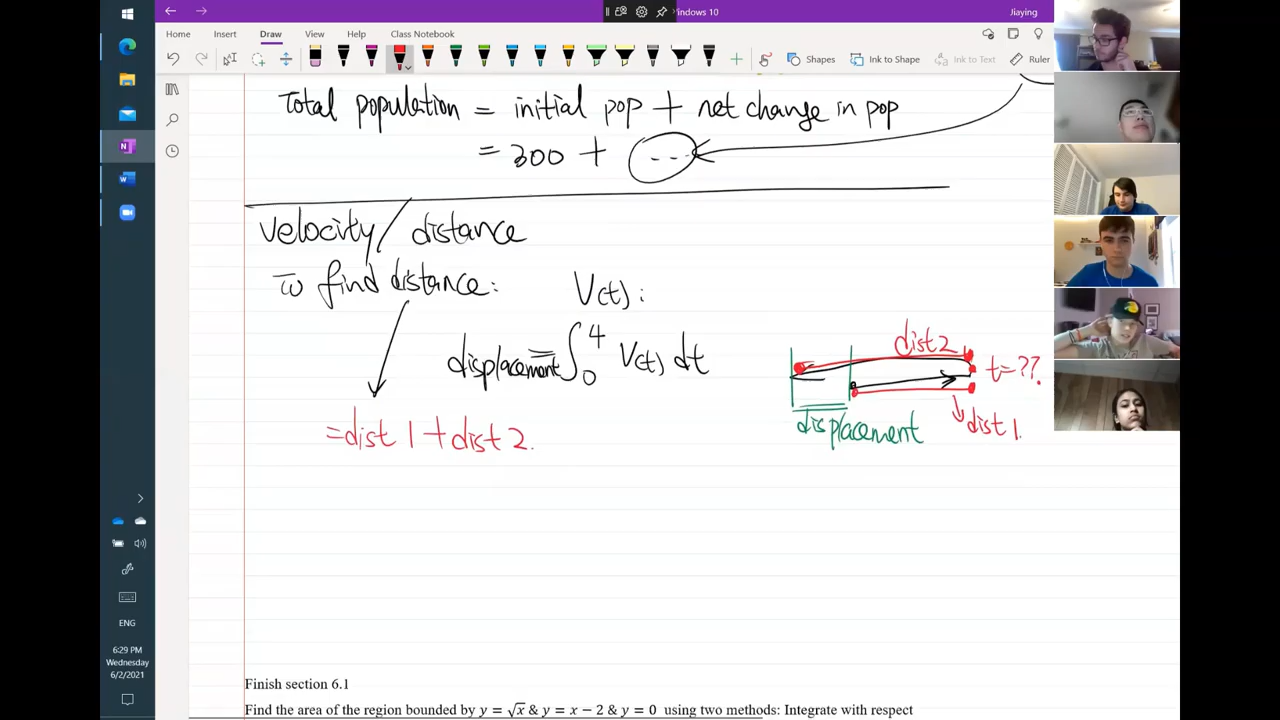 indows 10
Jiaying
Home Insert Draw View Help Class Notebook
Shapes Ink to Shape Ink to Text Ruler
Total population = initial pop + net change in pop
= 300 + ...
velocity / distance
To find distance:
V(t):
displacement = ∫₀⁴ V(t) dt
dist 2
t=??
displacement
dist 1.
= dist 1 + dist 2.
ENG
6:29 PM
Wednesday
6/2/2021
Finish section 6.1
Find the area of the region bounded by y = √x & y = x − 2 & y = 0 using two methods: Integrate with respect